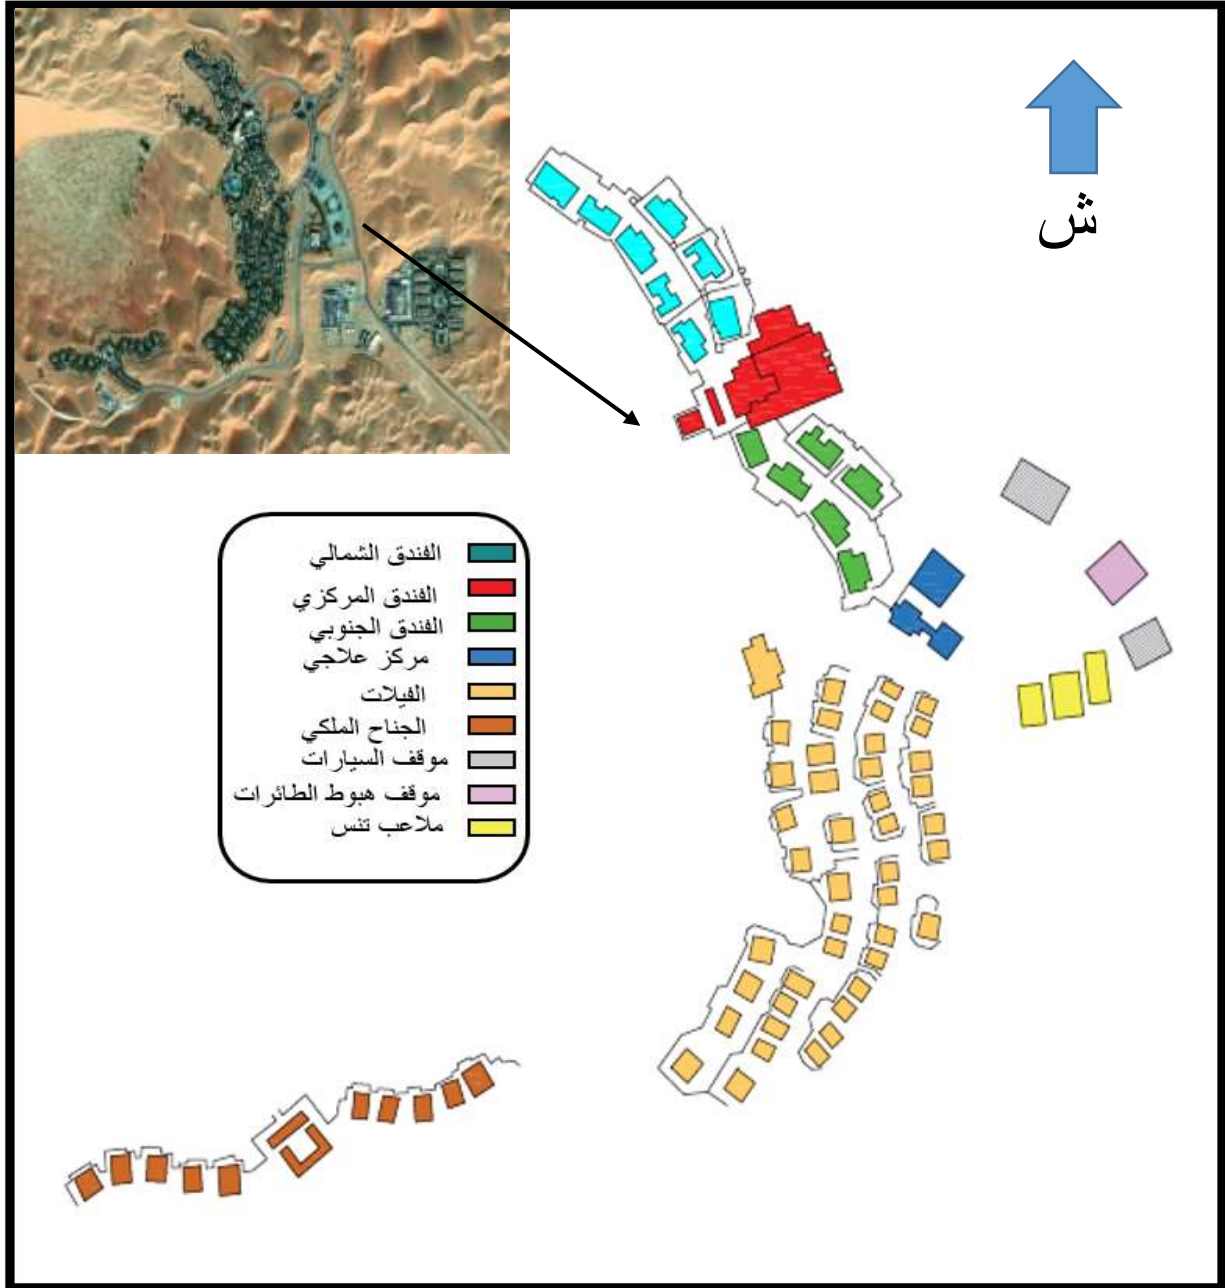 ش
الفندق الشمالي
الفندق المركزي
الفندق الجنوبي
مركز علاجي
الفيلات
الجناح الملكي
موقف السيارات
موقف هبوط الطائرات
ملاعب تنس